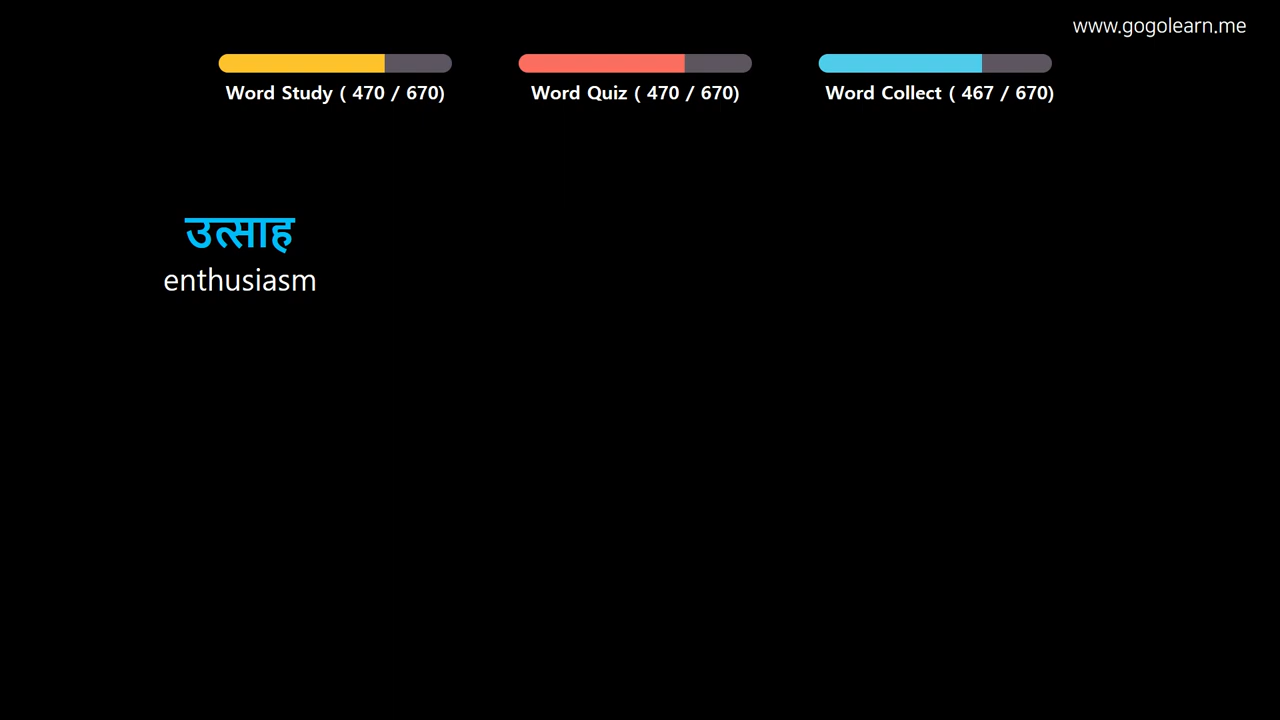 www.gogolearn.me
Word Study ( 470 / 670)
Word Quiz ( 470 / 670)
Word Collect ( 467 / 670)
उत्साह
enthusiasm